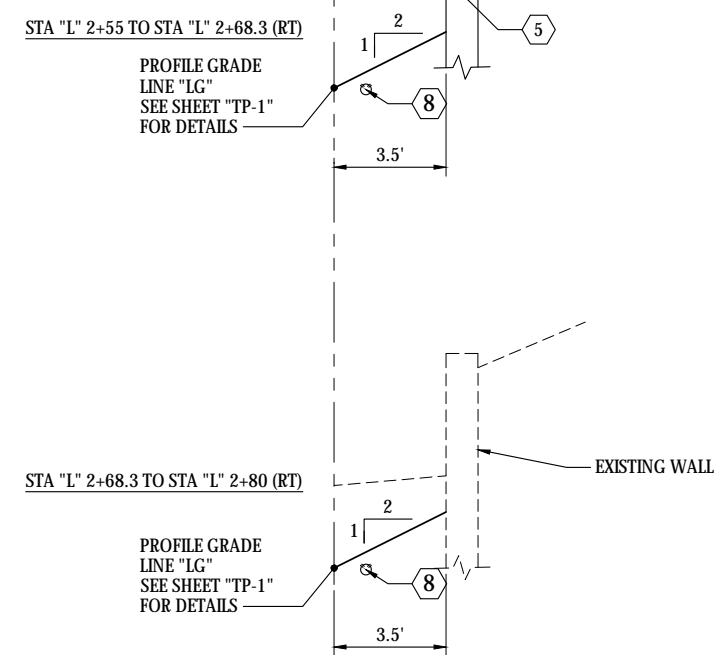 STA "L" 2+55 TO STA "L" 2+68.3 (RT)
2
1
5
PROFILE GRADE
LINE "LG"
SEE SHEET "TP-1"
FOR DETAILS
8
3.5'
STA "L" 2+68.3 TO STA "L" 2+80 (RT)
EXISTING WALL
2
1
PROFILE GRADE
LINE "LG"
SEE SHEET "TP-1"
FOR DETAILS
8
3.5'